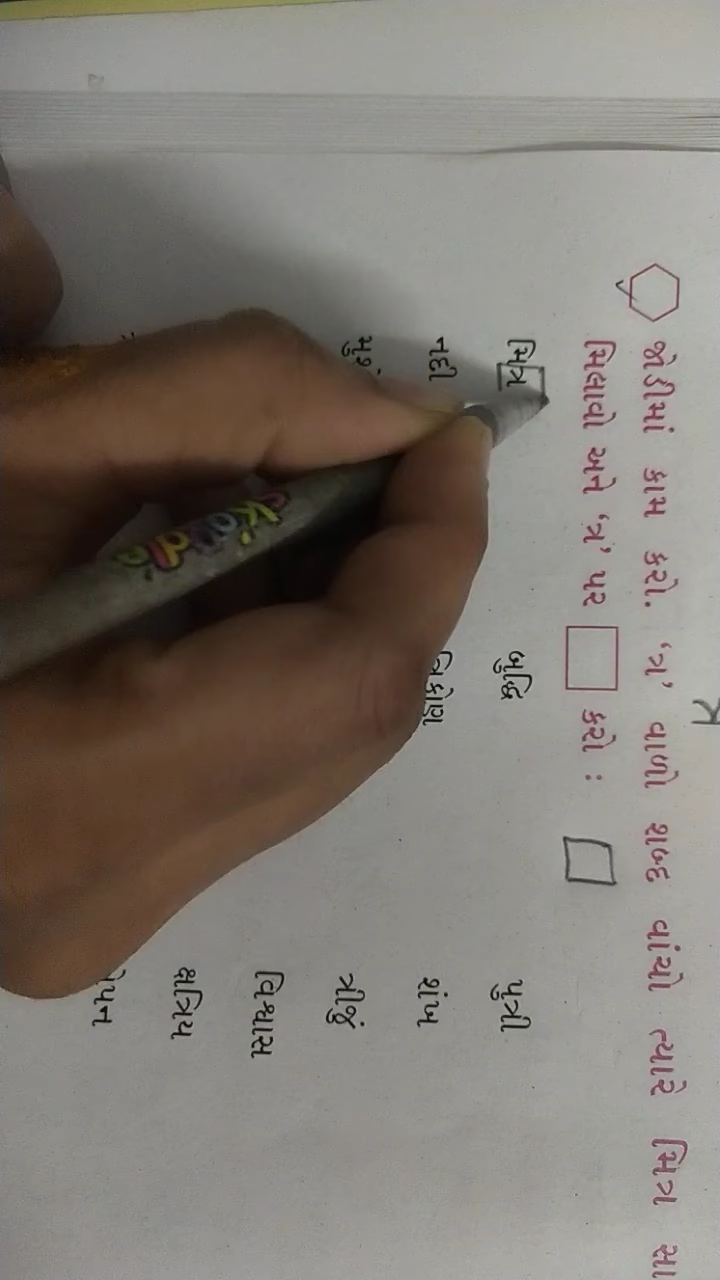 ત્ર
જોડીમાં કામ કરો. 'ત્ર' વાળો શબ્દ વાંચો ત્યારે મિત્ર સા
મિલાવો અને 'ત્ર' પર કરો :
મિત્ર બુદ્ધિ પુત્રી
નદી ત્રિકોણ શંખ
ત્રીજું
વિશ્વાસ
ક્ષત્રિય